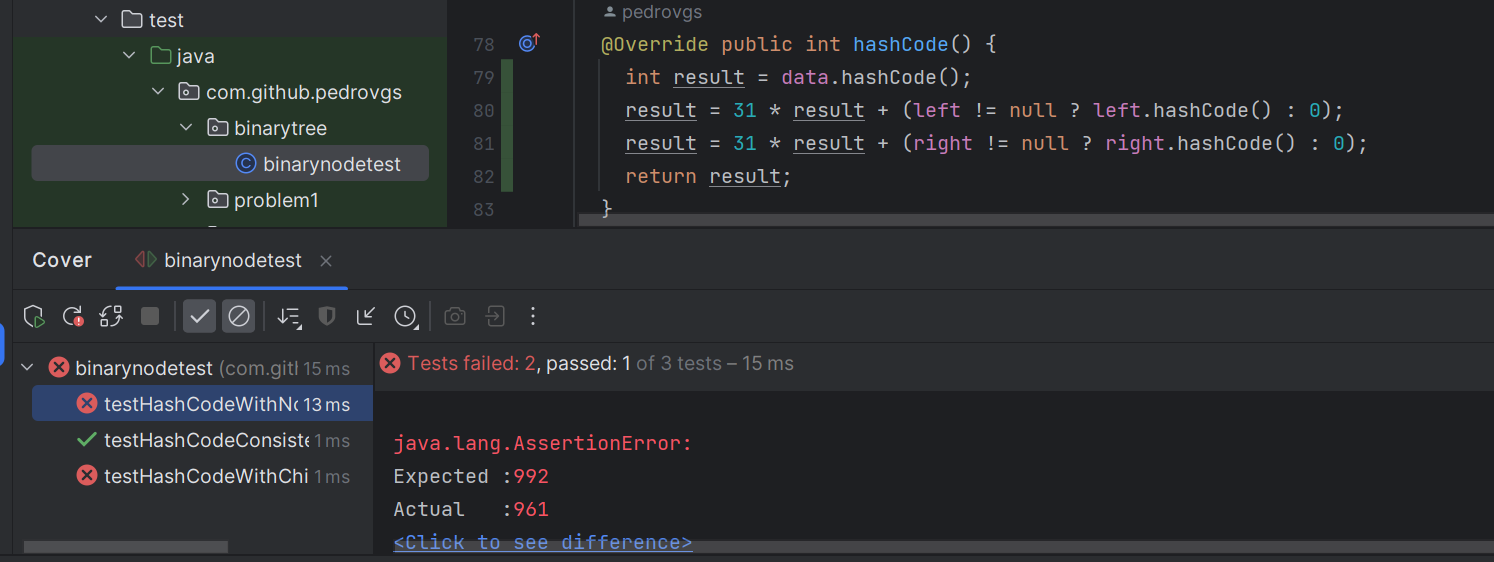 test
java
com.github.pedrovgs
binarytree
binarynodetest
problem1
pedrovgs
78 @Override public int hashCode() {
79 int result = data.hashCode();
80 result = 31 * result + (left != null ? left.hashCode() : 0);
81 result = 31 * result + (right != null ? right.hashCode() : 0);
82 return result;
83 }
Cover binarynodetest
binarynodetest (com.gitl 15 ms
testHashCodeWithNo 13 ms
testHashCodeConsiste 1 ms
testHashCodeWithChi 1 ms
Tests failed: 2, passed: 1 of 3 tests – 15 ms
java.lang.AssertionError:
Expected :992
Actual :961
<Click to see difference>